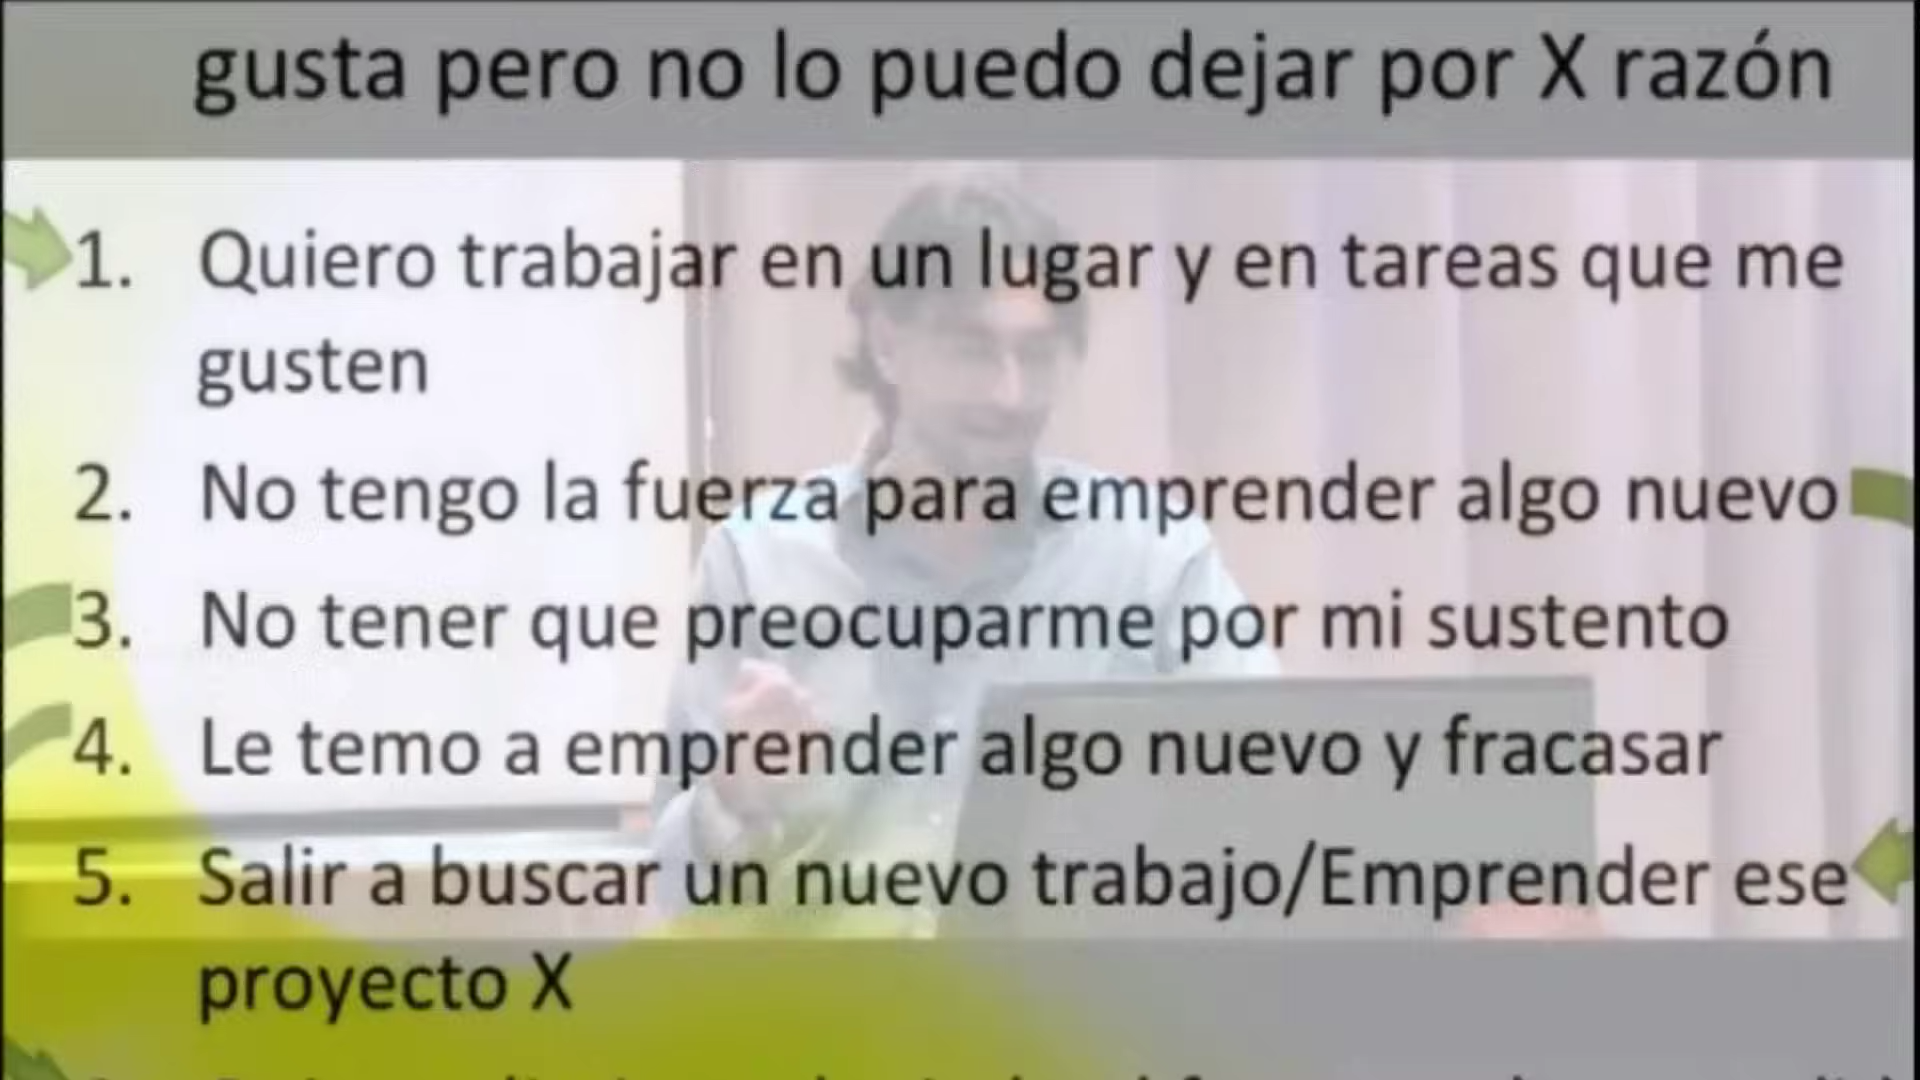 gusta pero no lo puedo dejar por X razón
1. Quiero trabajar en un lugar y en tareas que me
gusten
2. No tengo la fuerza para emprender algo nuevo
3. No tener que preocuparme por mi sustento
4. Le temo a emprender algo nuevo y fracasar
5. Salir a buscar un nuevo trabajo/Emprender ese
proyecto X